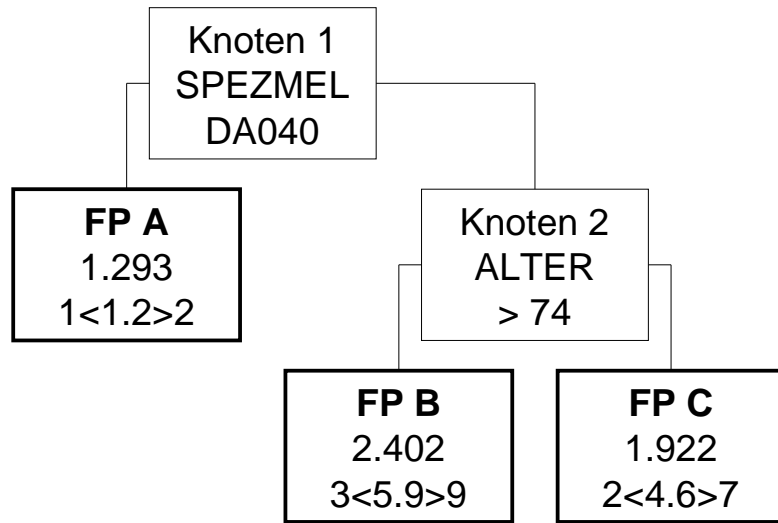 Knoten 1
SPEZMEL
DA040
FP A
1.293
1<1.2>2
Knoten 2
ALTER
> 74
FP B
2.402
3<5.9>9
FP C
1.922
2<4.6>7